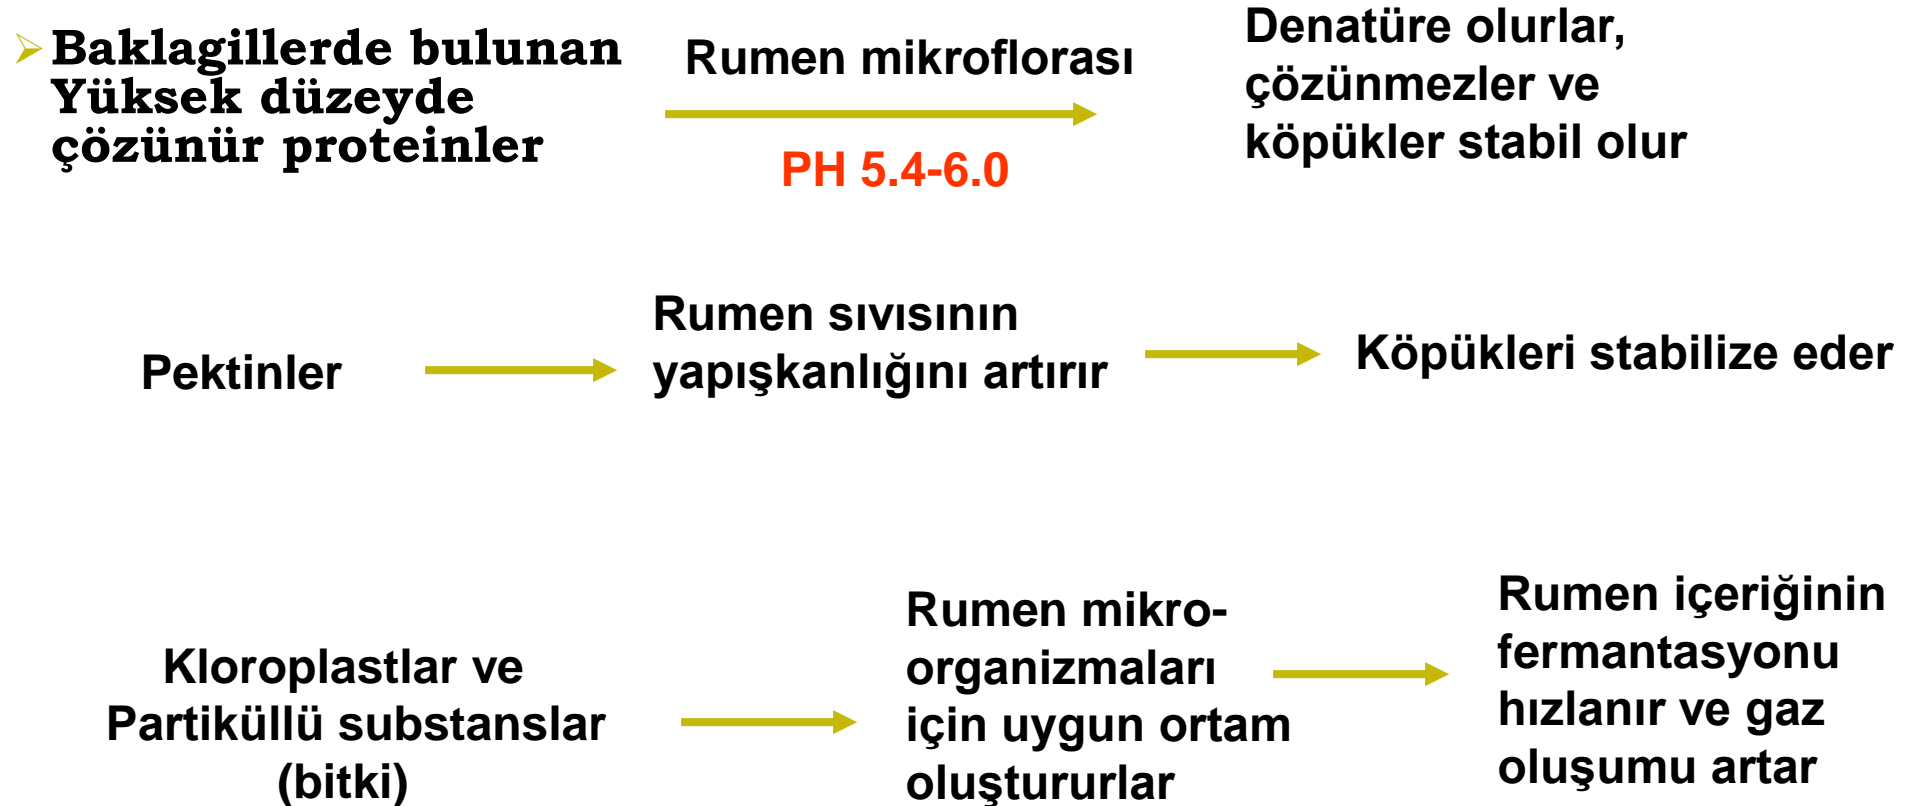 Baklagillerde bulunan
Yüksek düzeyde
çözünür proteinler
Rumen mikroflorası
PH 5.4-6.0
Denatüre olurlar,
çözünmezler ve
köpükler stabil olur
Pektinler
Rumen sıvısının
yapışkanlığını artırır
Köpükleri stabilize eder
Kloroplastlar ve
Partiküllü substanslar
(bitki)
Rumen mikro-
organizmaları
için uygun ortam
oluştururlar
Rumen içeriğinin
fermantasyonu
hızlanır ve gaz
oluşumu artar